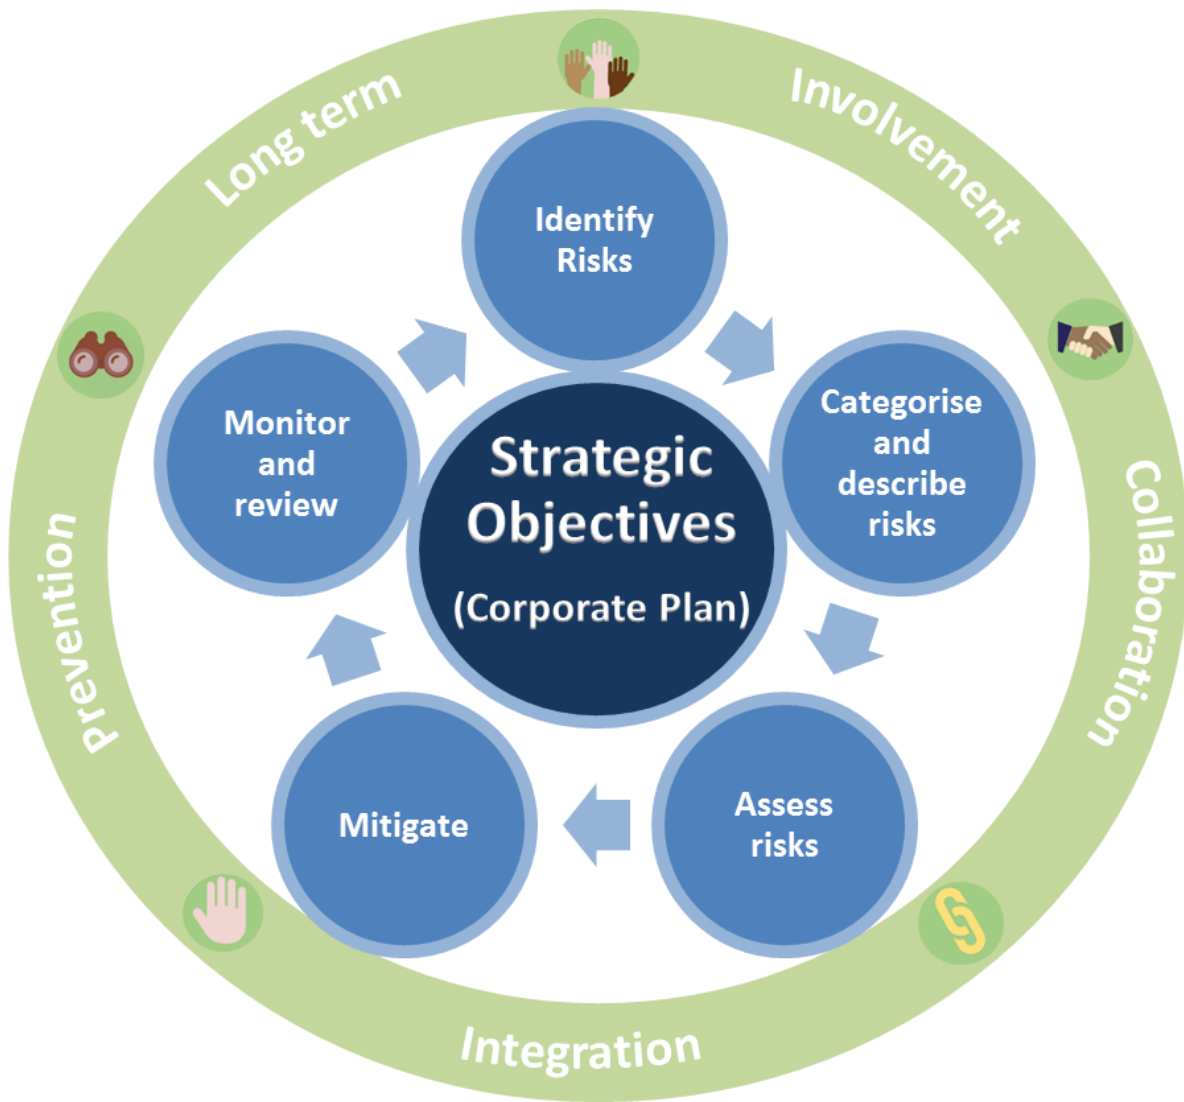 Long term
Involvement
Identify
Risks
Monitor
and
review
Strategic
Objectives
(Corporate Plan)
Categorise
and
describe
risks
Prevention
Collaboration
Mitigate
Assess
risks
Integration